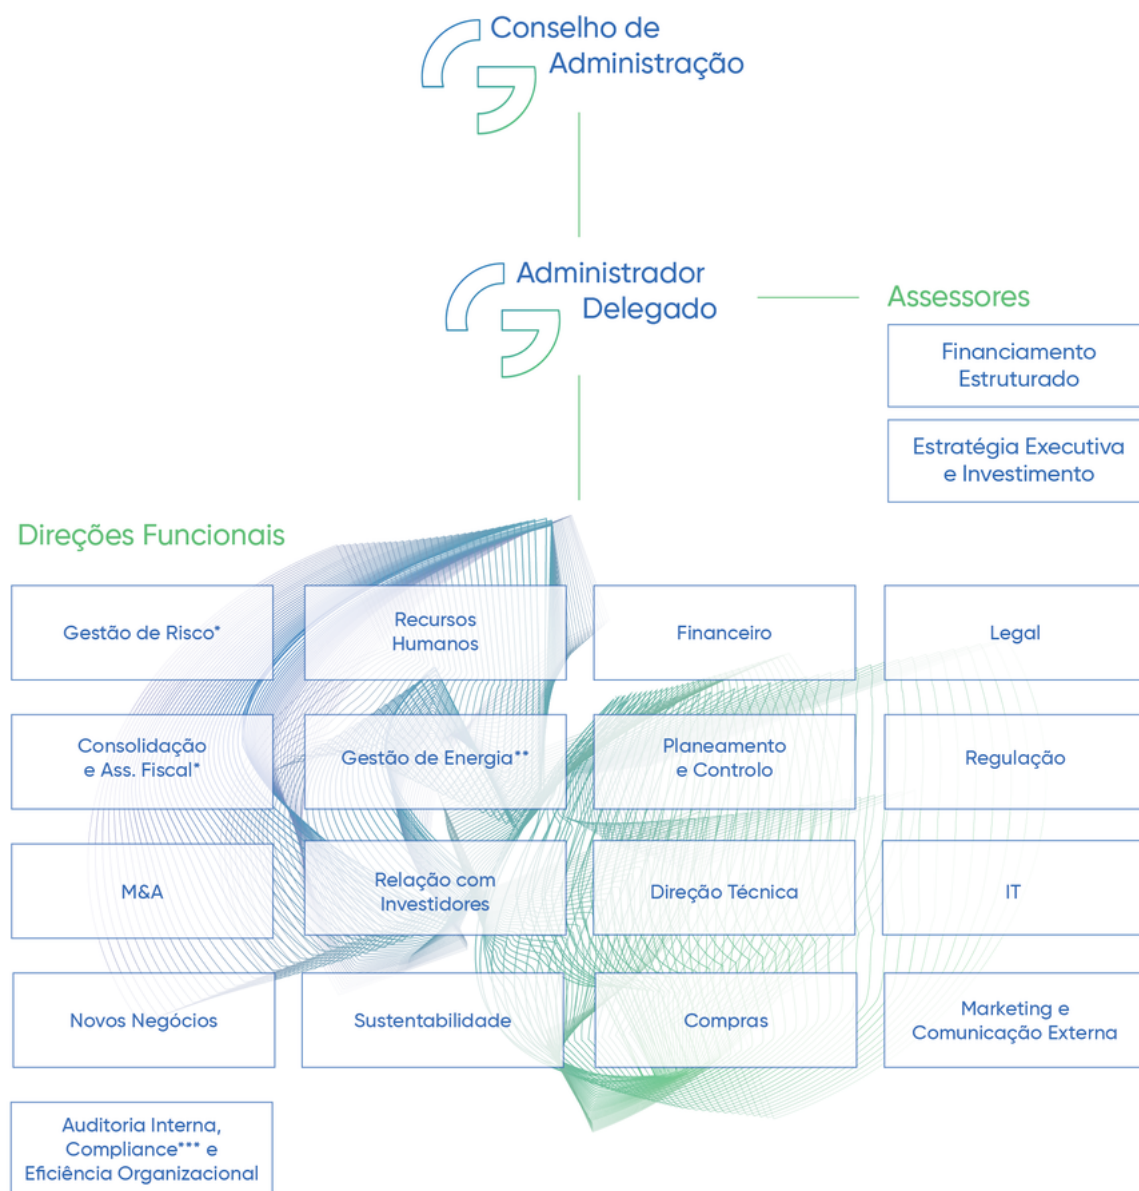 Conselho de
Administração
Administrador
Delegado
Assessores
Financiamento
Estruturado
Estratégia Executiva
e Investimento
Direções Funcionais
Gestão de Risco*
Recursos
Humanos
Financeiro
Legal
Consolidação
e Ass. Fiscal*
Gestão de Energia**
Planeamento
e Controlo
Regulação
M&A
Relação com
Investidores
Direção Técnica
IT
Novos Negócios
Sustentabilidade
Compras
Marketing e
Comunicação Externa
Auditoria Interna,
Compliance*** e
Eficiência Organizacional